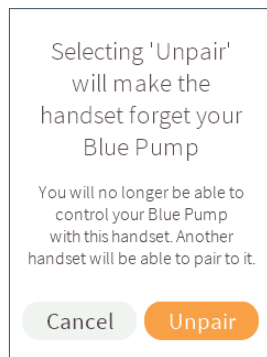 Selecting 'Unpair'
will make the
handset forget your
Blue Pump
You will no longer be able to
control your Blue Pump
with this handset. Another
handset will be able to pair to it.
Cancel
Unpair